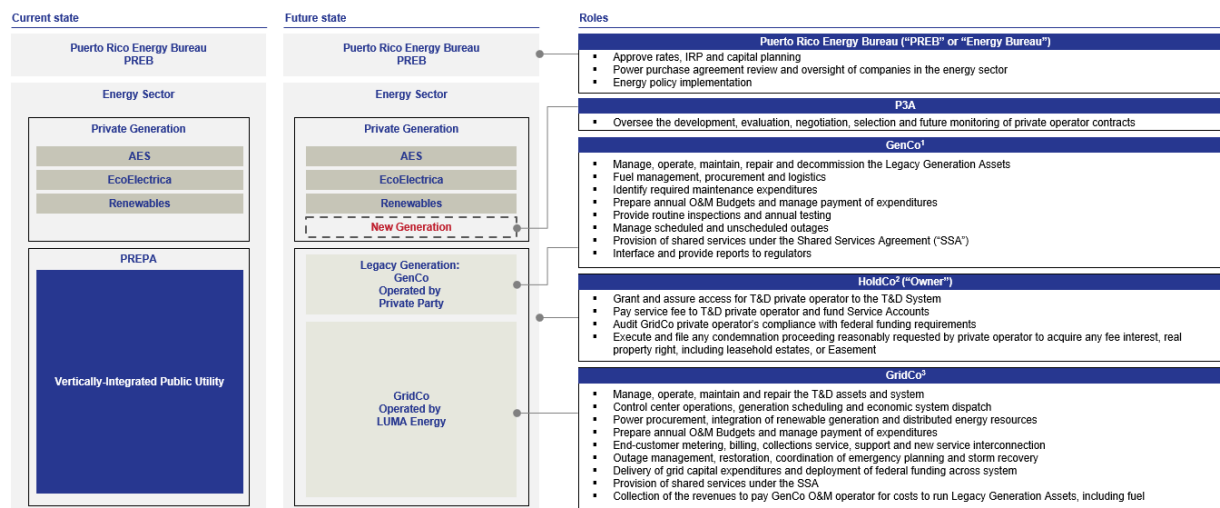 Current state
Puerto Rico Energy Bureau
PREB
Energy Sector
Private Generation
AES
EcoElectrica
Renewables
PREPA
Vertically-Integrated Public Utility
Future state
Puerto Rico Energy Bureau
PREB
Energy Sector
Private Generation
AES
EcoElectrica
Renewables
New Generation
Legacy Generation:
GenCo
Operated by
Private Party
GridCo
Operated by
LUMA Energy
Roles
Puerto Rico Energy Bureau ("PREB" or "Energy Bureau")
▪ Approve rates, IRP and capital planning
▪ Power purchase agreement review and oversight of companies in the energy sector
▪ Energy policy implementation
P3A
▪ Oversee the development, evaluation, negotiation, selection and future monitoring of private operator contracts
GenCo¹
▪ Manage, operate, maintain, repair and decommission the Legacy Generation Assets
▪ Fuel management, procurement and logistics
▪ Identify required maintenance expenditures
▪ Prepare annual O&M Budgets and manage payment of expenditures
▪ Provide routine inspections and annual testing
▪ Manage scheduled and unscheduled outages
▪ Provision of shared services under the Shared Services Agreement ("SSA")
▪ Interface and provide reports to regulators
HoldCo² ("Owner")
▪ Grant and assure access for T&D private operator to the T&D System
▪ Pay service fee to T&D private operator and fund Service Accounts
▪ Audit GridCo private operator's compliance with federal funding requirements
▪ Execute and file any condemnation proceeding reasonably requested by private operator to acquire any fee interest, real
property right, including leasehold estates, or Easement
GridCo³
▪ Manage, operate, maintain and repair the T&D assets and system
▪ Control center operations, generation scheduling and economic system dispatch
▪ Power procurement, integration of renewable generation and distributed energy resources
▪ Prepare annual O&M Budgets and manage payment of expenditures
▪ End-customer metering, billing, collections service, support and new service interconnection
▪ Outage management, restoration, coordination of emergency planning and storm recovery
▪ Delivery of grid capital expenditures and deployment of federal funding across system
▪ Provision of shared services under the SSA
▪ Collection of the revenues to pay GenCo O&M operator for costs to run Legacy Generation Assets, including fuel